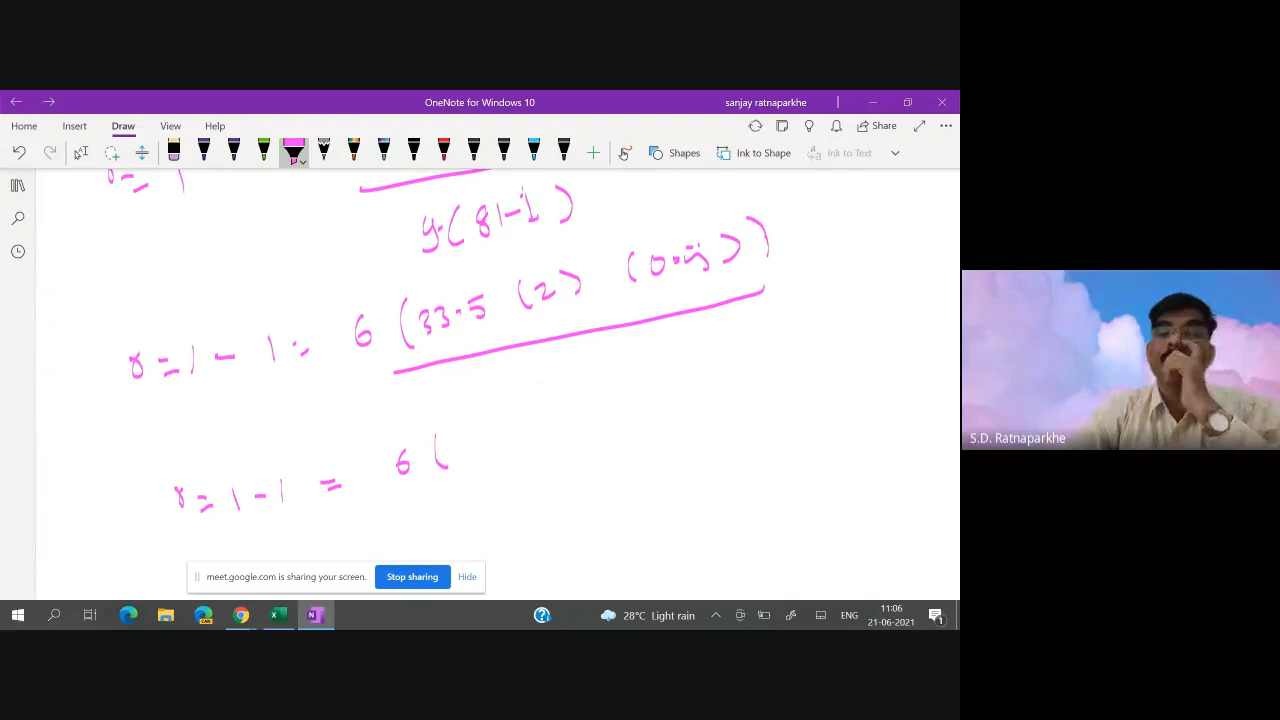 OneNote for Windows 10
sanjay ratnaparkhe
Home Insert Draw View Help
Share
Shapes Ink to Shape Ink to Text
r = 1
9(81-1)
r = 1 - 1 = 6 (33.5 (2) (0.5))
r = 1 - 1 = 6 (
S.D. Ratnaparkhe
meet.google.com is sharing your screen. Stop sharing Hide
28°C Light rain ENG
11:06
21-06-2021